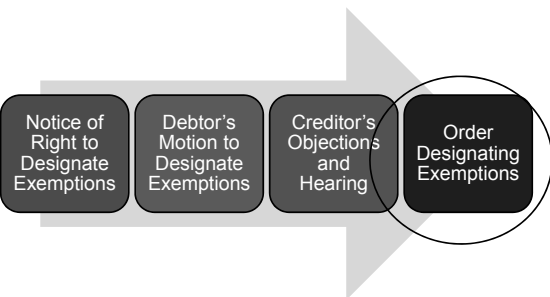 Notice of
Right to
Designate
Exemptions
Debtor's
Motion to
Designate
Exemptions
Creditor's
Objections
and
Hearing
Order
Designating
Exemptions